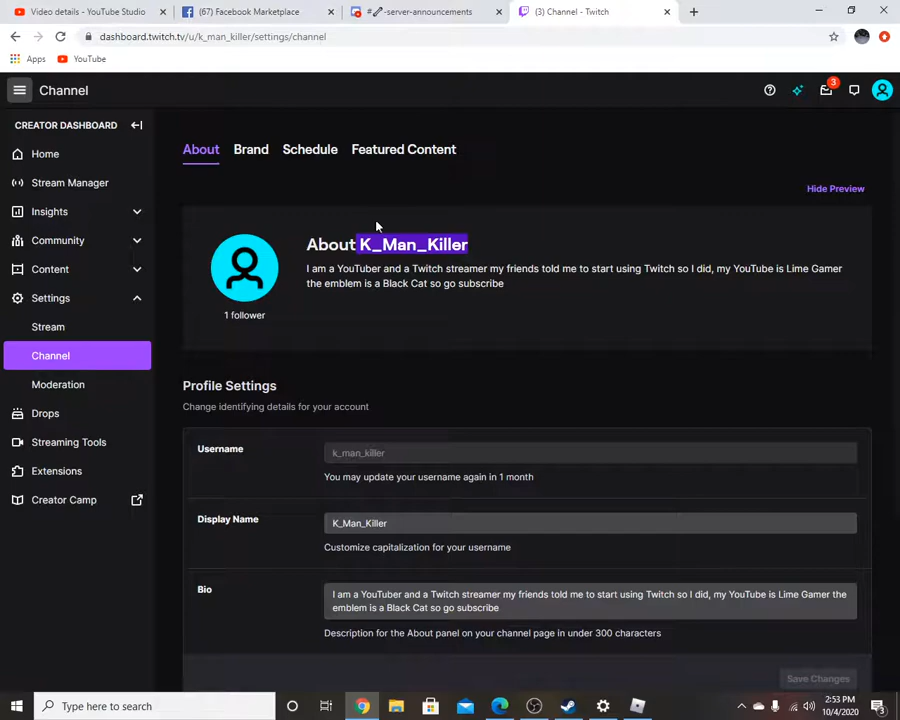 Video details - YouTube Studio
(67) Facebook Marketplace
#-server-announcements
(3) Channel - Twitch
dashboard.twitch.tv/u/k_man_killer/settings/channel
Apps YouTube
Channel
3
CREATOR DASHBOARD
Home
Stream Manager
Insights
Community
Content
Settings
Stream
Channel
Moderation
Drops
Streaming Tools
Extensions
Creator Camp
About Brand Schedule Featured Content
Hide Preview
About K_Man_Killer
I am a YouTuber and a Twitch streamer my friends told me to start using Twitch so I did, my YouTube is Lime Gamer
the emblem is a Black Cat so go subscribe
1 follower
Profile Settings
Change identifying details for your account
Username
k_man_killer
You may update your username again in 1 month
Display Name
K_Man_Killer
Customize capitalization for your username
Bio
I am a YouTuber and a Twitch streamer my friends told me to start using Twitch so I did, my YouTube is Lime Gamer the
emblem is a Black Cat so go subscribe
Description for the About panel on your channel page in under 300 characters
Save Changes
Type here to search
2:53 PM
10/4/2020
3